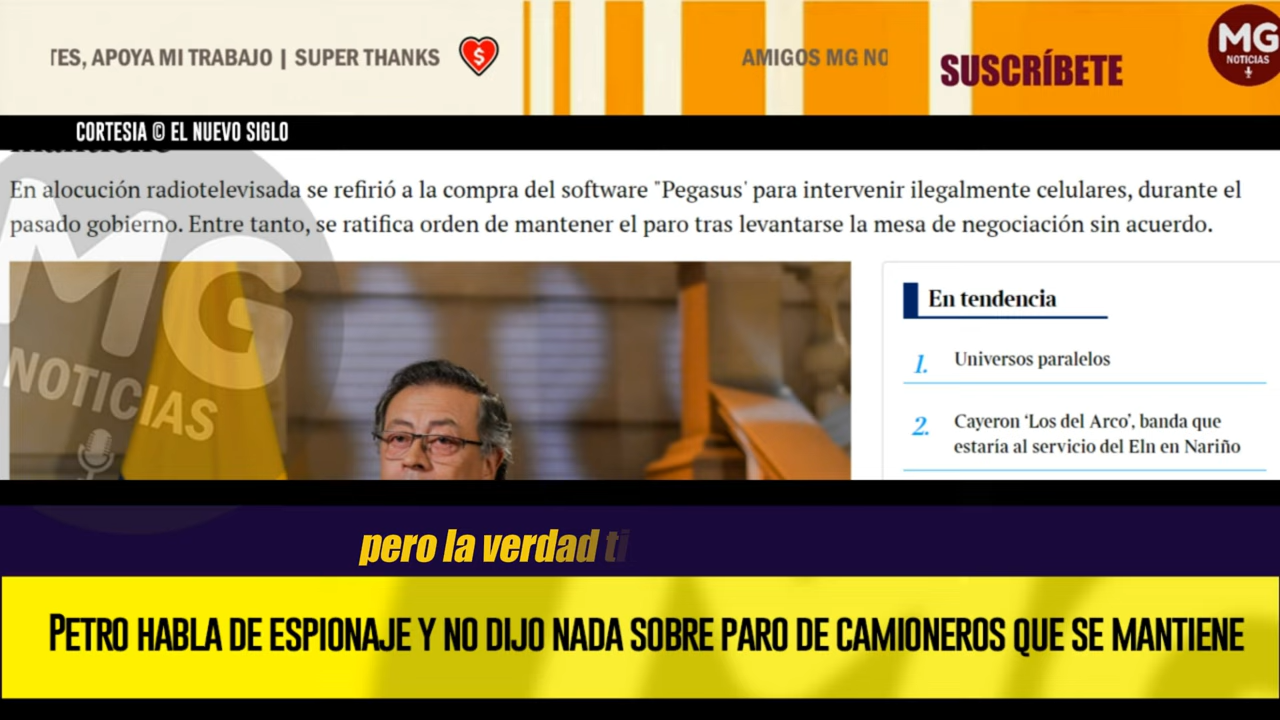 TES, APOYA MI TRABAJO | SUPER THANKS
AMIGOS MG NO
SUSCRÍBETE
MG
NOTICIAS
CORTESIA © EL NUEVO SIGLO
En alocución radiotelevisada se refirió a la compra del software "Pegasus' para intervenir ilegalmente celulares, durante el
pasado gobierno. Entre tanto, se ratifica orden de mantener el paro tras levantarse la mesa de negociación sin acuerdo.
MG
NOTICIAS
En tendencia
1. Universos paralelos
2. Cayeron ‘Los del Arco’, banda que
estaría al servicio del Eln en Nariño
pero la verdad ti
PETRO HABLA DE ESPIONAJE Y NO DIJO NADA SOBRE PARO DE CAMIONEROS QUE SE MANTIENE